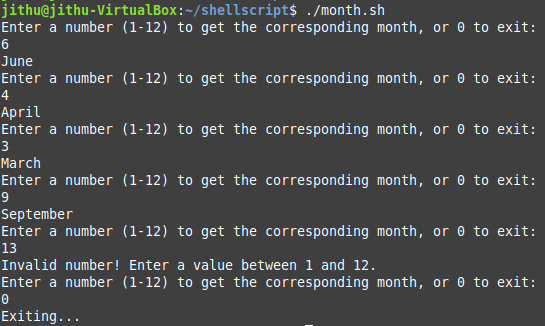 jithu@jithu-VirtualBox:~/shellscript$ ./month.sh
Enter a number (1-12) to get the corresponding month, or 0 to exit:
6
June
Enter a number (1-12) to get the corresponding month, or 0 to exit:
4
April
Enter a number (1-12) to get the corresponding month, or 0 to exit:
3
March
Enter a number (1-12) to get the corresponding month, or 0 to exit:
9
September
Enter a number (1-12) to get the corresponding month, or 0 to exit:
13
Invalid number! Enter a value between 1 and 12.
Enter a number (1-12) to get the corresponding month, or 0 to exit:
0
Exiting...